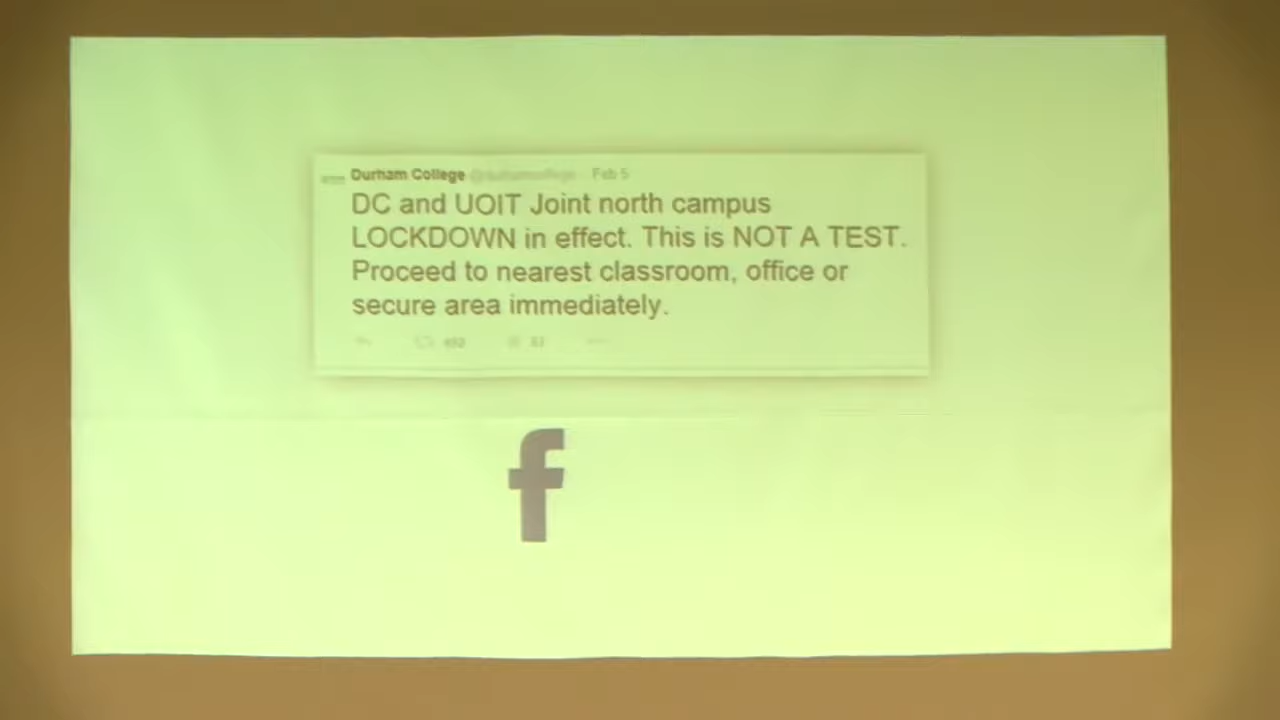 Durham College @durhamcollege · Feb 5
DC and UOIT Joint north campus
LOCKDOWN in effect. This is NOT A TEST.
Proceed to nearest classroom, office or
secure area immediately.
f